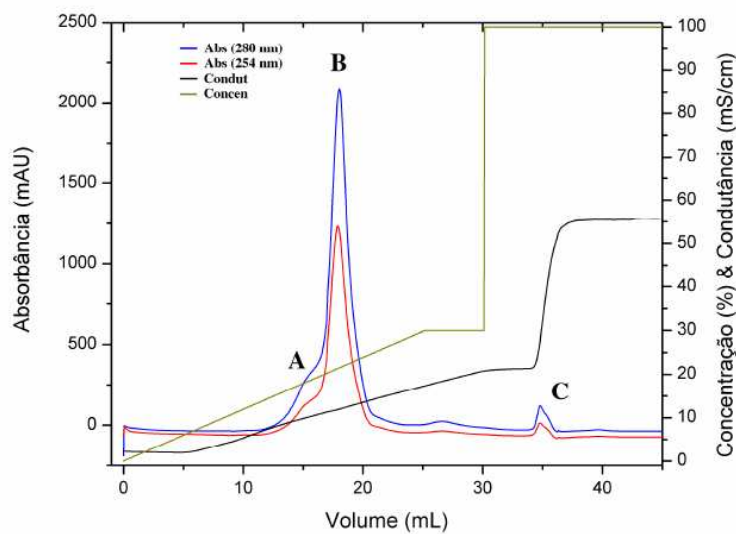 2500
2000
1500
1000
500
0
Absorbância (mAU)
Abs (280 nm)
Abs (254 nm)
Condut
Concen
A
B
C
100
90
80
70
60
50
40
30
20
10
0
Concentração (%) & Condutância (mS/cm)
0 10 20 30 40
Volume (mL)